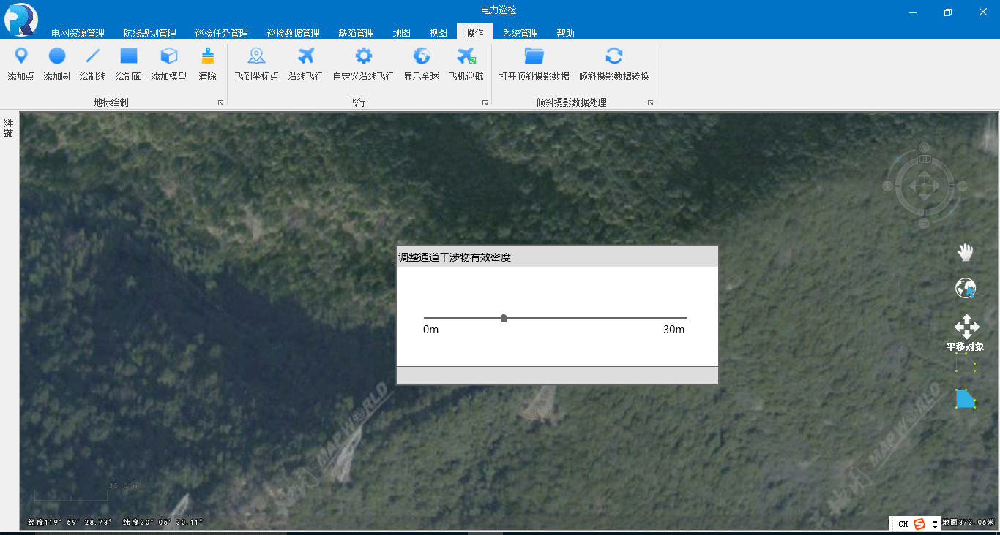 电力巡检
电网资源管理 航线规划管理 巡检任务管理 巡检数据管理 缺陷管理 地图 视图 操作 系统管理 帮助
添加点 添加圆 绘制线 绘制面 添加模型 清除 飞到坐标点 沿线飞行 自定义沿线飞行 显示全球 飞机巡航 打开倾斜摄影数据 倾斜摄影数据转换
地标绘制 飞行 倾斜摄影数据处理
数据
调整通道干涉物有效密度
0m 30m
平移对象
MAP WORLD
MAP WORLD
35.01m
经度119° 59′ 28.73″ 纬度30° 05′ 30.11″
CH
地面373.06米